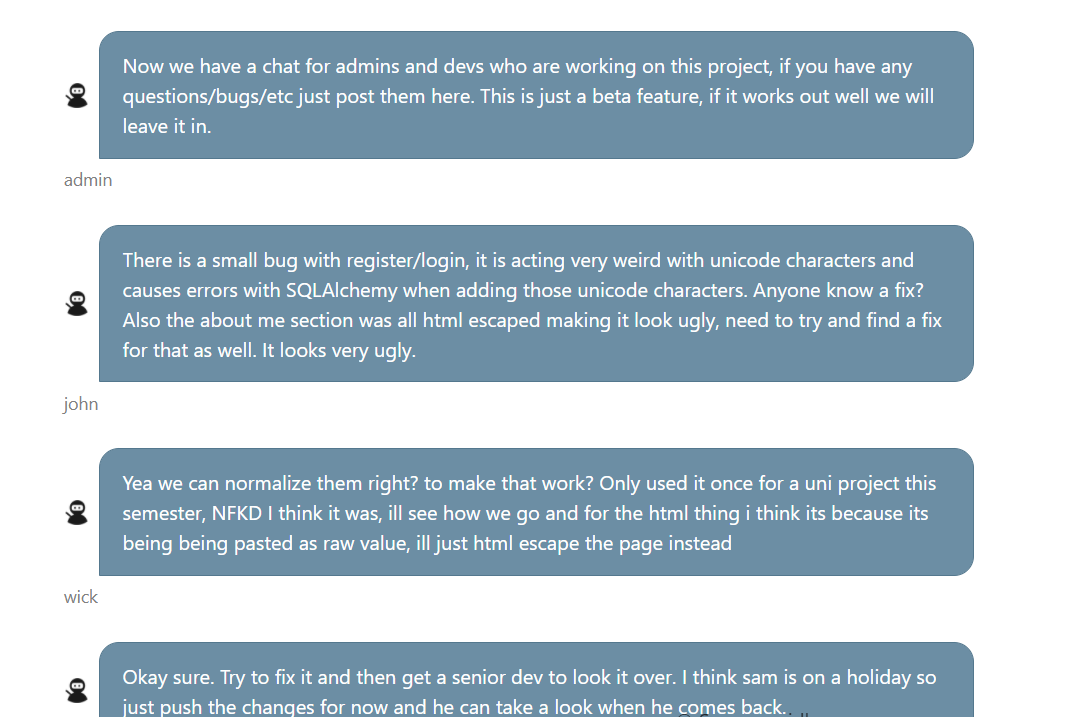 Now we have a chat for admins and devs who are working on this project, if you have any
questions/bugs/etc just post them here. This is just a beta feature, if it works out well we will
leave it in.
admin
There is a small bug with register/login, it is acting very weird with unicode characters and
causes errors with SQLAlchemy when adding those unicode characters. Anyone know a fix?
Also the about me section was all html escaped making it look ugly, need to try and find a fix
for that as well. It looks very ugly.
john
Yea we can normalize them right? to make that work? Only used it once for a uni project this
semester, NFKD I think it was, ill see how we go and for the html thing i think its because its
being being pasted as raw value, ill just html escape the page instead
wick
Okay sure. Try to fix it and then get a senior dev to look it over. I think sam is on a holiday so
just push the changes for now and he can take a look when he comes back.